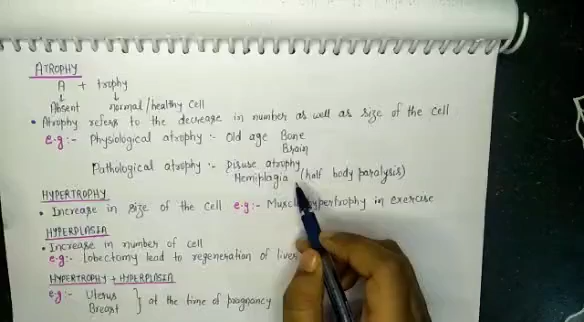 ATROPHY
A + trophy
Absent normal/healthy cell
• Atrophy refers to the decrease in number as well as size of the cell
e.g:- Physiological atrophy :- Old age Bone
Brain
Pathological atrophy :- Disuse atrophy
Hemiplagia (half body paralysis)
HYPERTROPHY
• Increase in size of the cell e.g:- Muscle hypertrophy in exercise
HYPERPLASIA
• Increase in number of cell
e.g:- Lobectomy lead to regeneration of liver
HYPERTROPHY + HYPERPLASIA
e.g:- Uterus } at the time of pregnancy
Breast